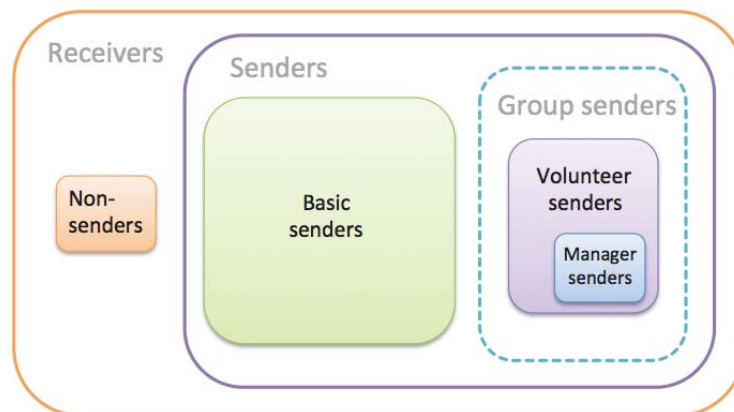 Receivers
Senders
Group senders
Non-
senders
Basic
senders
Volunteer
senders
Manager
senders